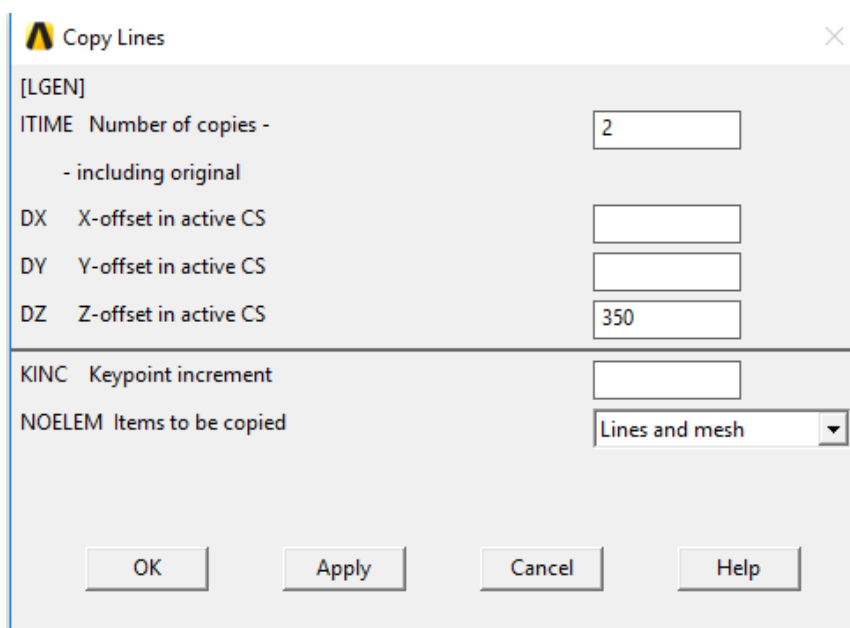 Copy Lines
[LGEN]
ITIME Number of copies - 2
- including original
DX X-offset in active CS
DY Y-offset in active CS
DZ Z-offset in active CS 350
KINC Keypoint increment
NOELEM Items to be copied Lines and mesh
OK Apply Cancel Help